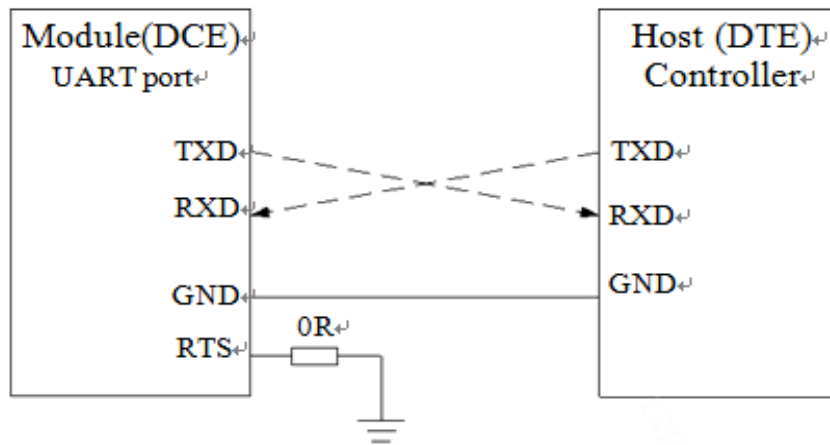 Module(DCE)↵
UART port↵
Host (DTE)
Controller↵
TXD↵
TXD↵
RXD↵
RXD↵
GND↵
GND↵
0R↵
RTS↵